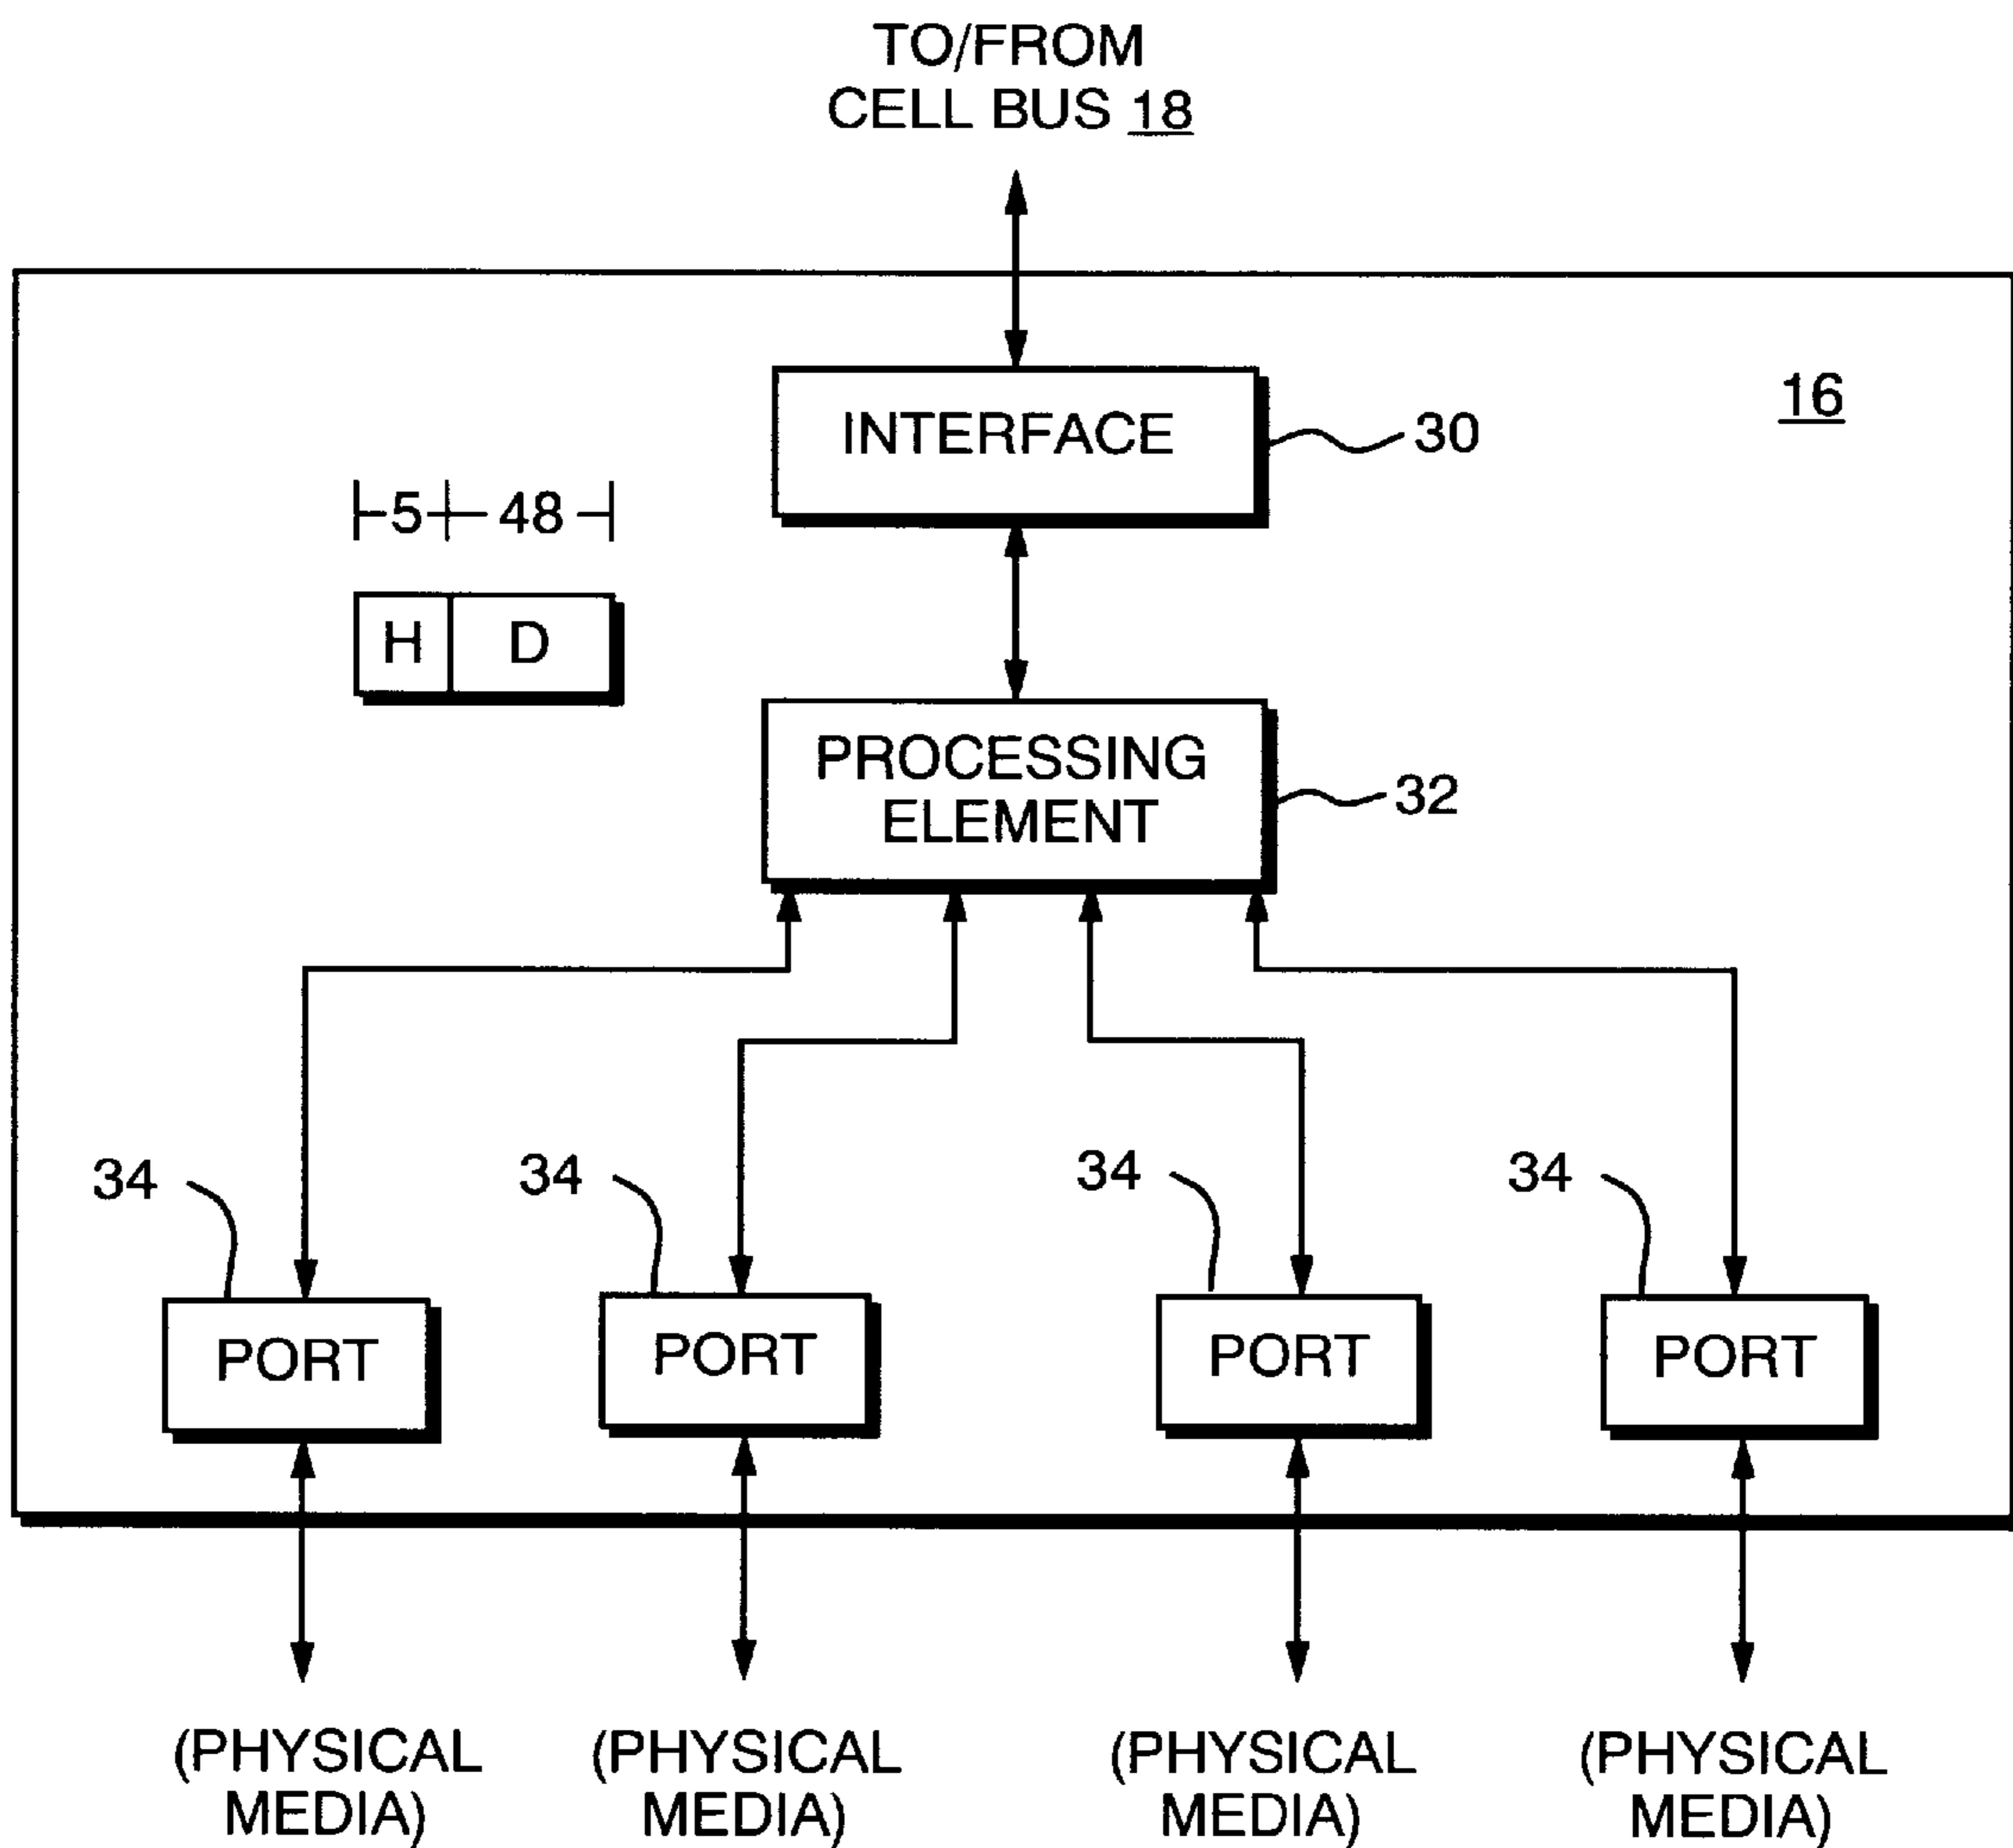 TO/FROM
CELL BUS 18
16
INTERFACE
30
5 48
H D
PROCESSING
ELEMENT
32
34 34 34 34
PORT PORT PORT PORT
(PHYSICAL (PHYSICAL (PHYSICAL (PHYSICAL
MEDIA) MEDIA) MEDIA) MEDIA)